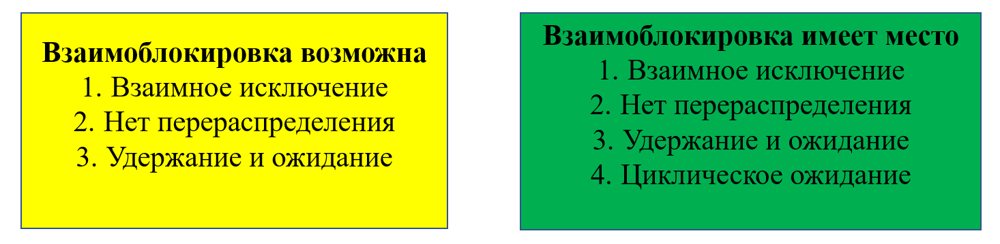 Взаимоблокировка возможна
1. Взаимное исключение
2. Нет перераспределения
3. Удержание и ожидание
Взаимоблокировка имеет место
1. Взаимное исключение
2. Нет перераспределения
3. Удержание и ожидание
4. Циклическое ожидание